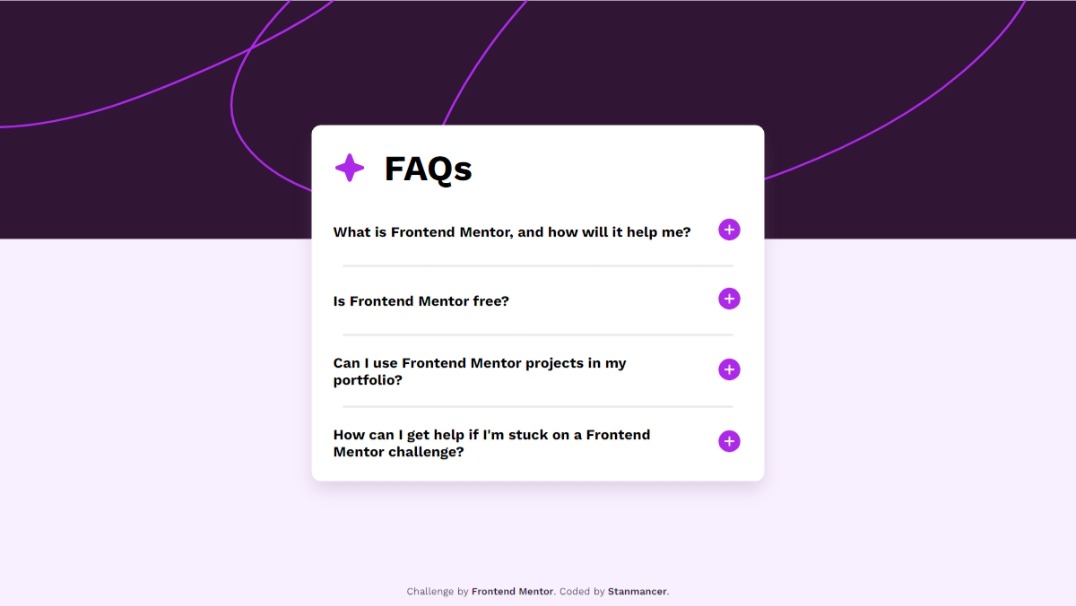 FAQs
What is Frontend Mentor, and how will it help me?
Is Frontend Mentor free?
Can I use Frontend Mentor projects in my
portfolio?
How can I get help if I'm stuck on a Frontend
Mentor challenge?
Challenge by Frontend Mentor. Coded by Stanmancer.